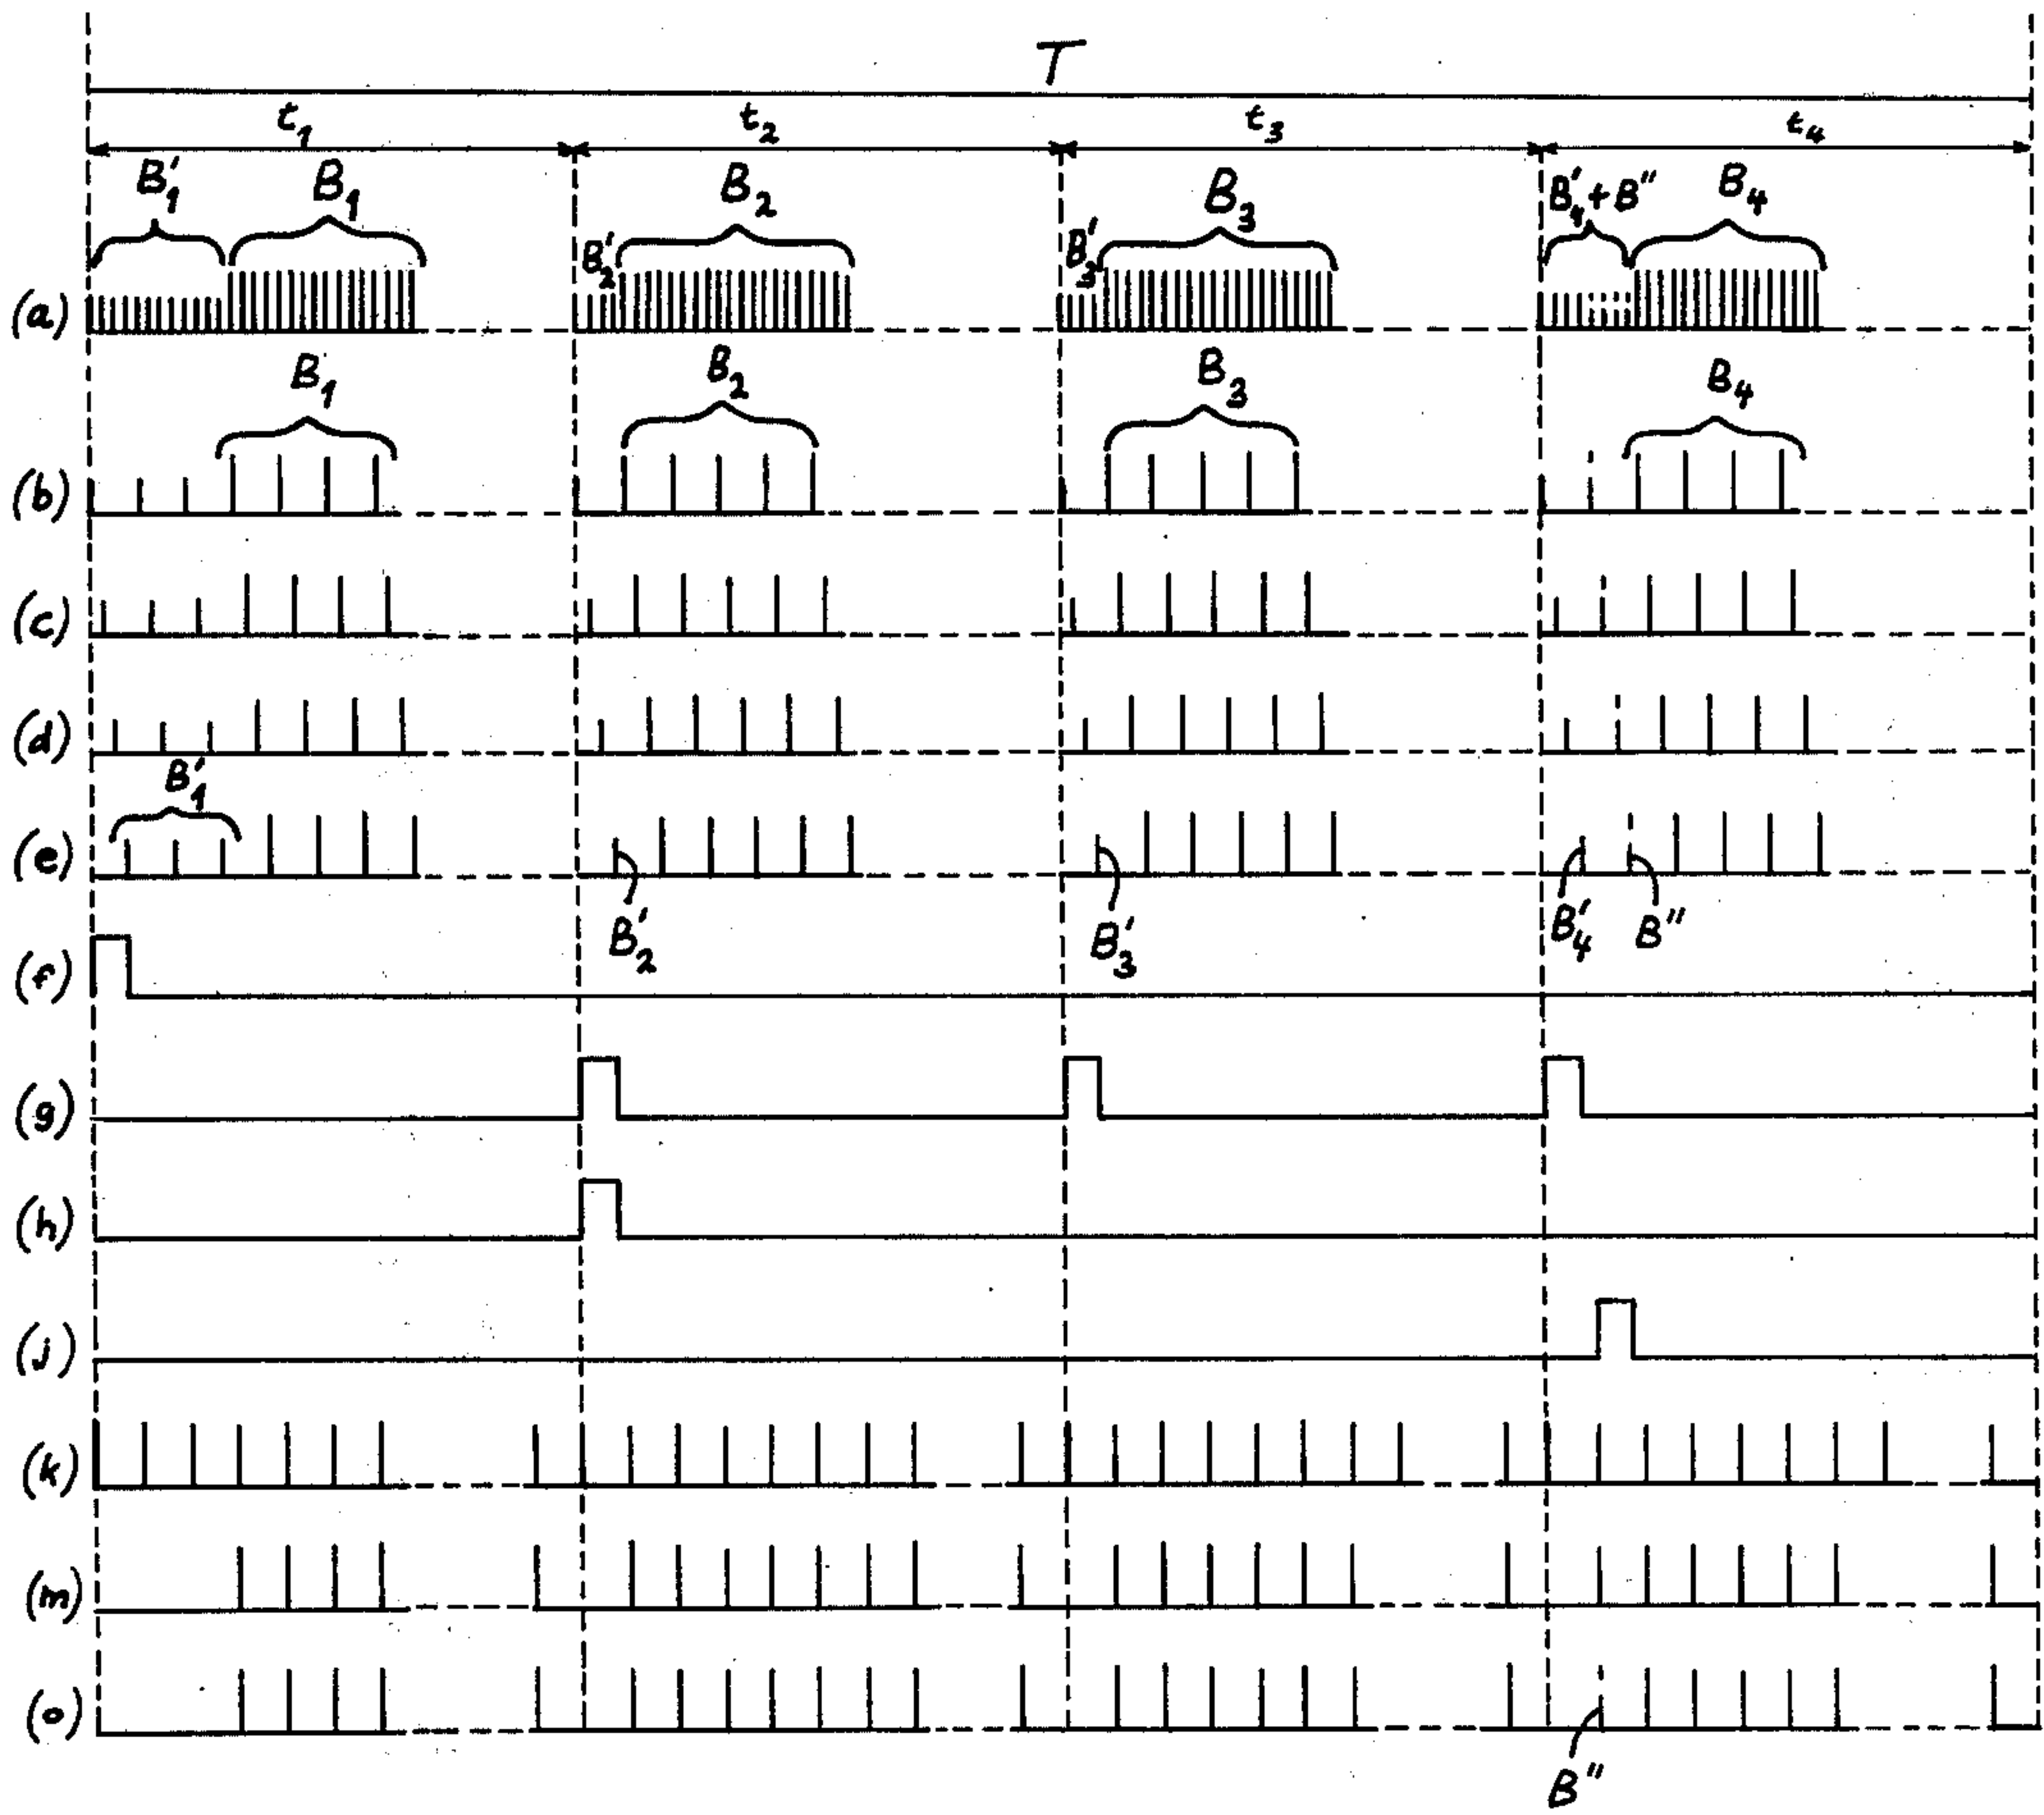 T
t₁ t₂ t₃ t₄
B'₁ B₁ B'₂ B₂ B'₃ B₃ B'₄+B" B₄
(a)
B₁ B₂ B₃ B₄
(b)
(c)
(d)
B'₁
(e)
B'₂ B'₃ B'₄ B"
(f)
(g)
(h)
(j)
(k)
(m)
(o)
B"